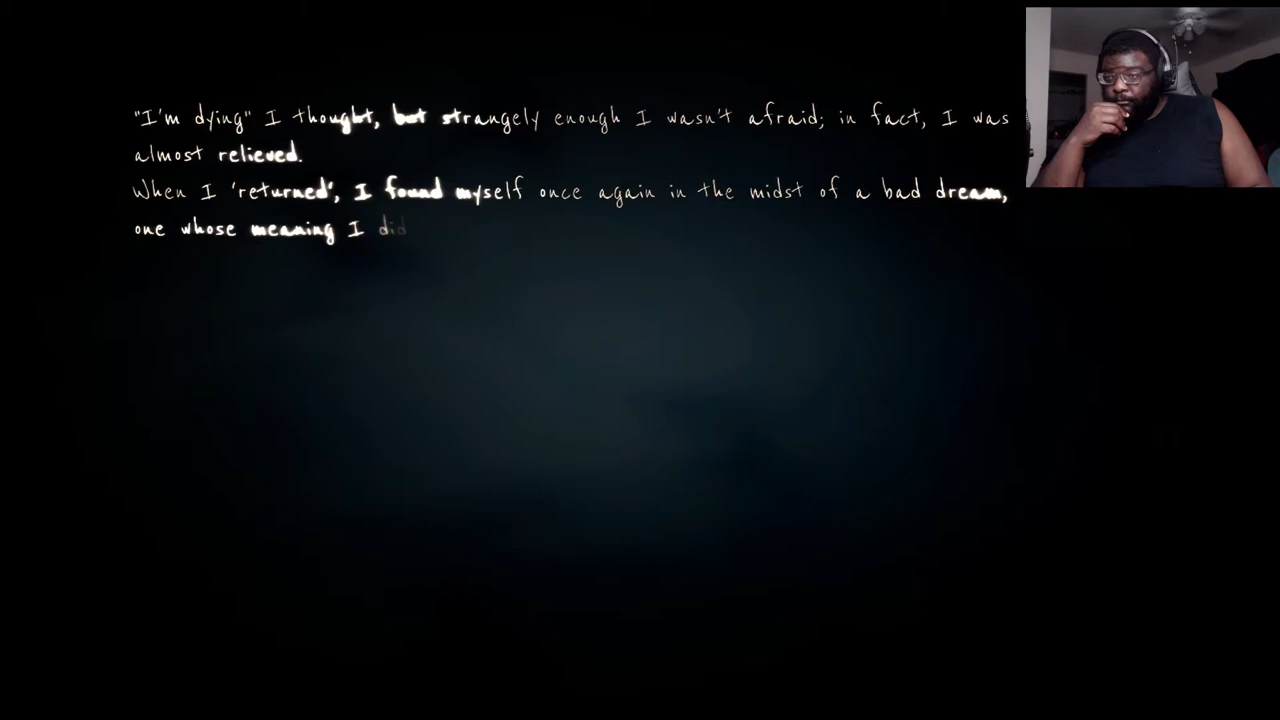 "I'm dying" I thought, but strangely enough I wasn't afraid; in fact, I was
almost relieved.
When I 'returned', I found myself once again in the midst of a bad dream,
one whose meaning I did